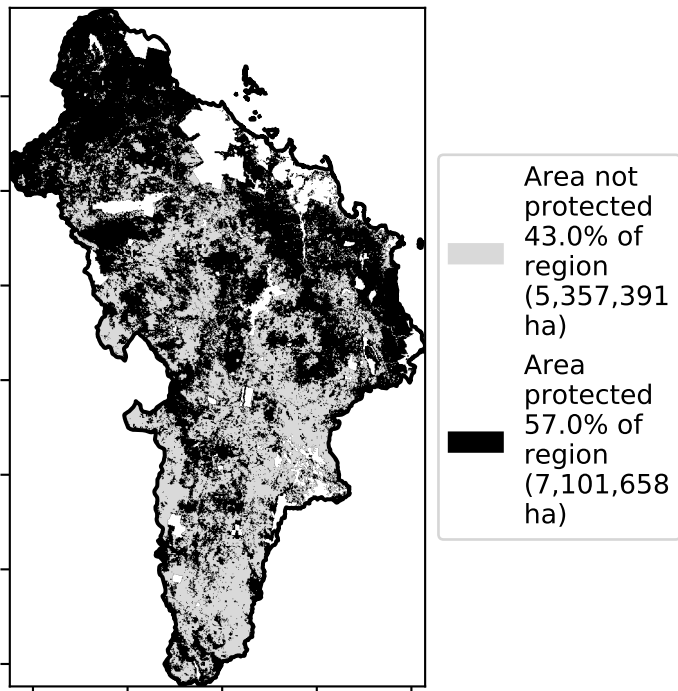 Area not
protected
43.0% of
region
(5,357,391
ha)
Area
protected
57.0% of
region
(7,101,658
ha)